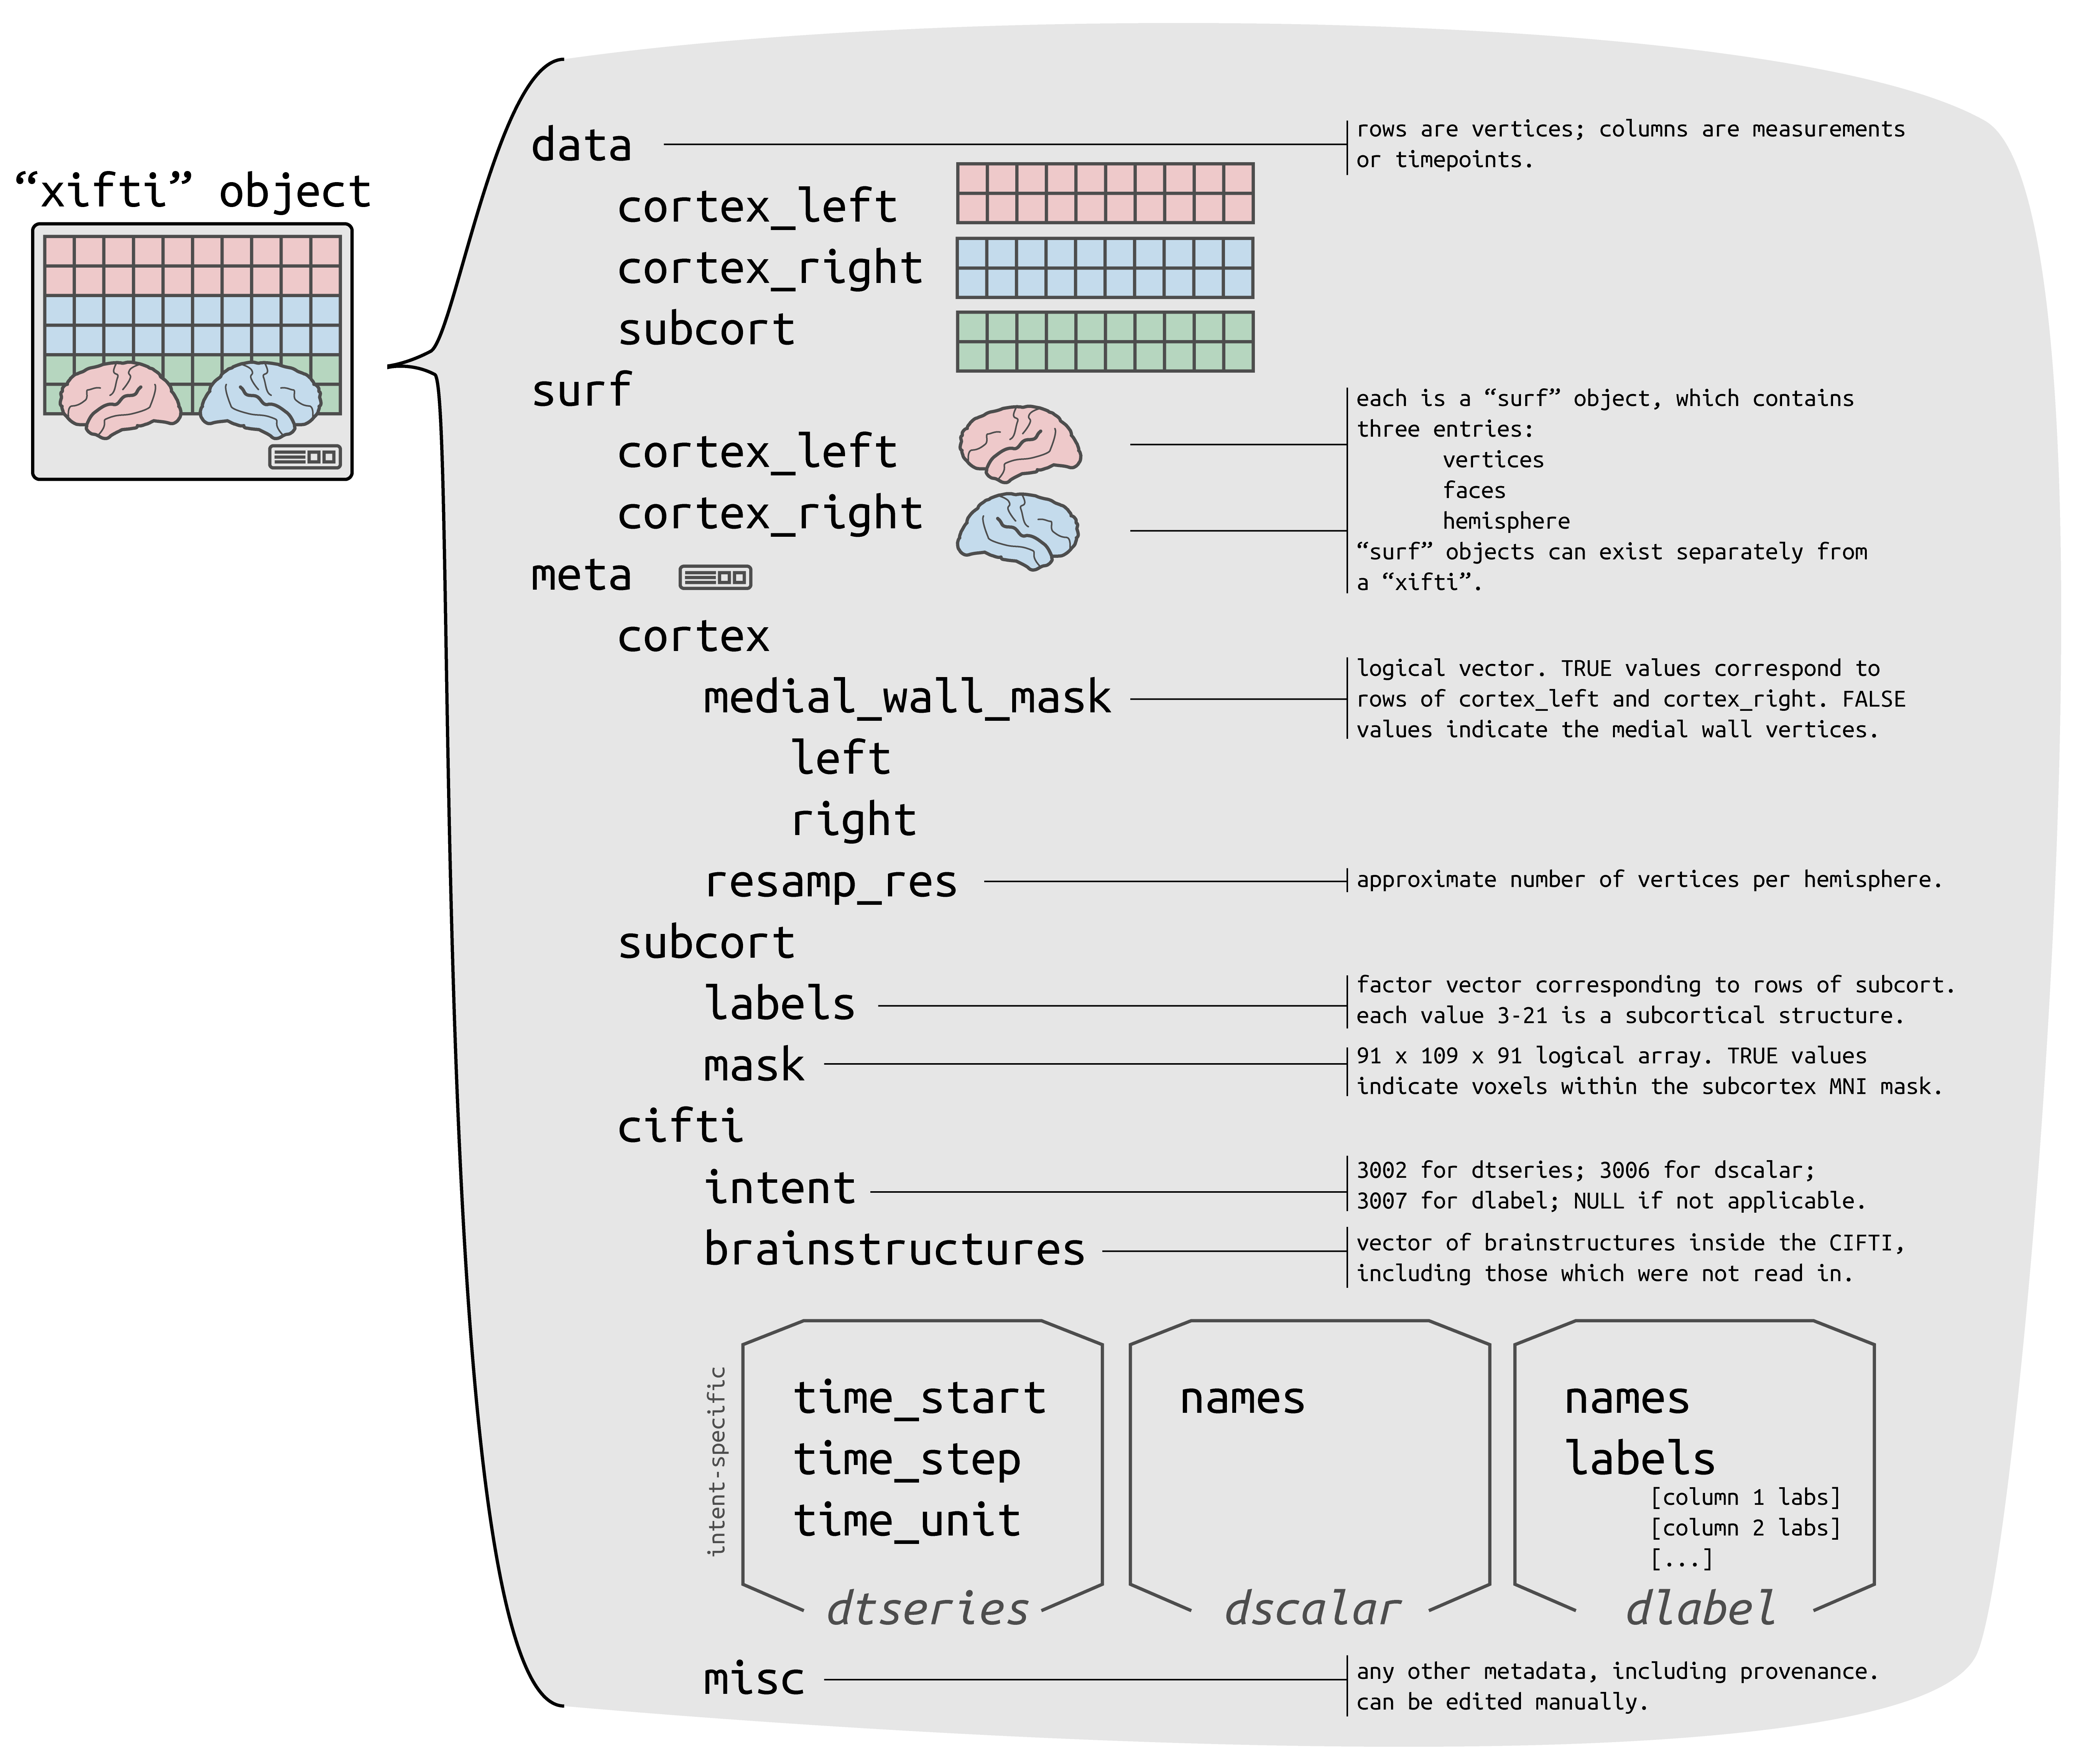 “xifti” object
data
rows are vertices; columns are measurements
or timepoints.
cortex_left
cortex_right
subcort
surf
cortex_left
cortex_right
each is a “surf” object, which contains
three entries:
vertices
faces
hemisphere
“surf” objects can exist separately from
a “xifti”.
meta
cortex
medial_wall_mask
logical vector. TRUE values correspond to
rows of cortex_left and cortex_right. FALSE
values indicate the medial wall vertices.
left
right
resamp_res
approximate number of vertices per hemisphere.
subcort
labels
factor vector corresponding to rows of subcort.
each value 3-21 is a subcortical structure.
mask
91 x 109 x 91 logical array. TRUE values
indicate voxels within the subcortex MNI mask.
cifti
intent
3002 for dtseries; 3006 for dscalar;
3007 for dlabel; NULL if not applicable.
brainstructures
vector of brainstructures inside the CIFTI,
including those which were not read in.
intent-specific
time_start
time_step
time_unit
dtseries
names
dscalar
names
labels
[column 1 labs]
[column 2 labs]
[...]
dlabel
misc
any other metadata, including provenance.
can be edited manually.